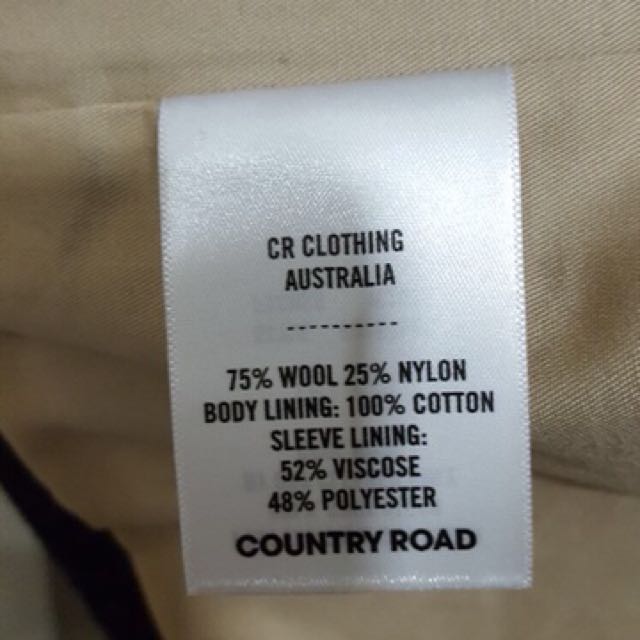 CR CLOTHING
AUSTRALIA
-----------
75% WOOL 25% NYLON
BODY LINING: 100% COTTON
SLEEVE LINING:
52% VISCOSE
48% POLYESTER
COUNTRY ROAD